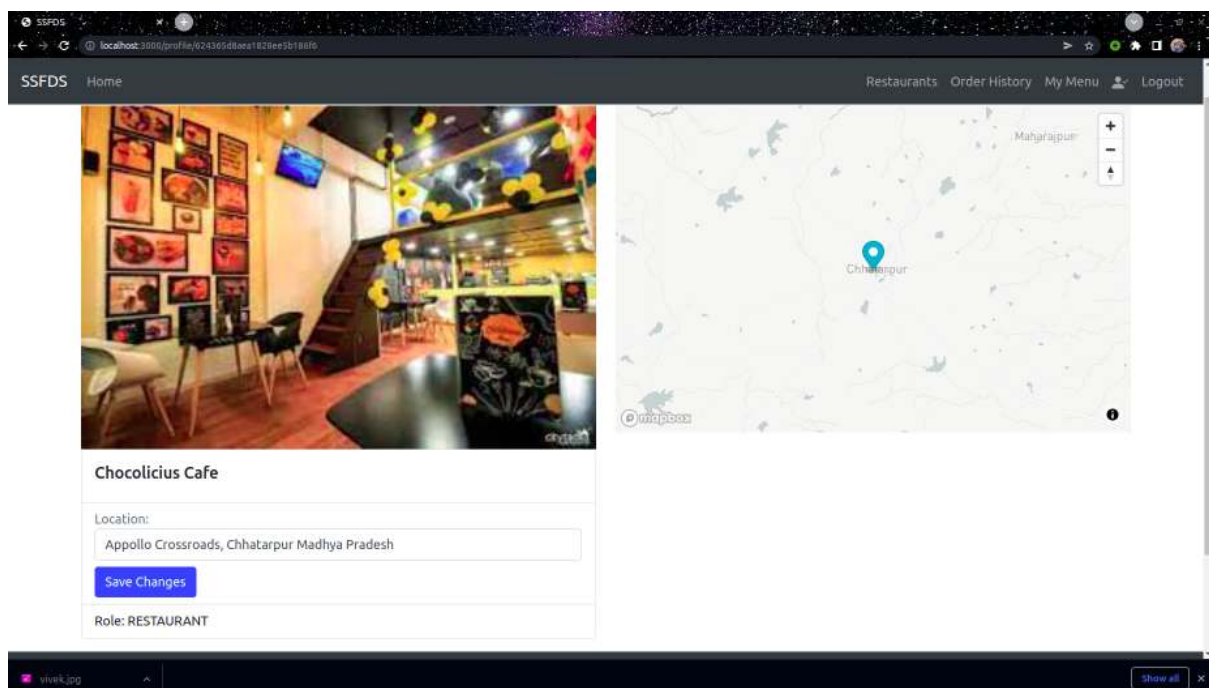 SSFDS
localhost:3000/profile/624365d8aea1828ee5b186f6
SSFDS Home Restaurants Order History My Menu Logout
Maharajpur
Chhatarpur
mapbox
Chocolicius Cafe
Location:
Appollo Crossroads, Chhatarpur Madhya Pradesh
Save Changes
Role: RESTAURANT
vivek.jpg Show all